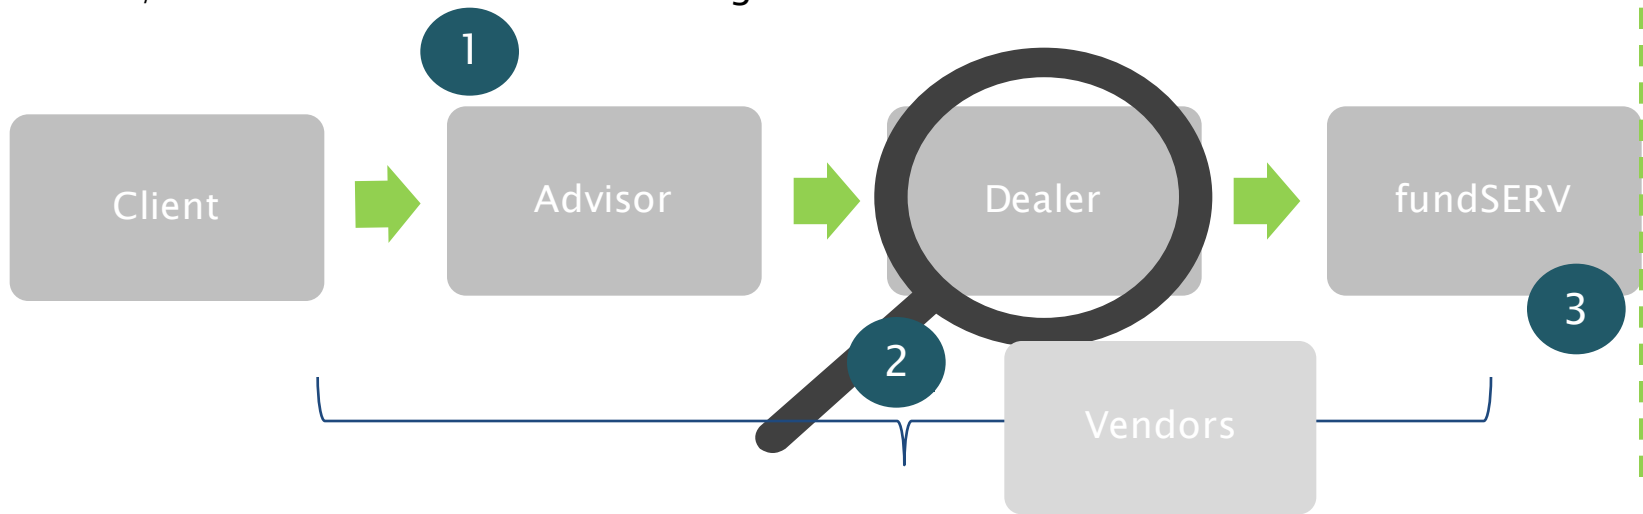 1
Client
Advisor
Dealer
fundSERV
2
3
Vendors